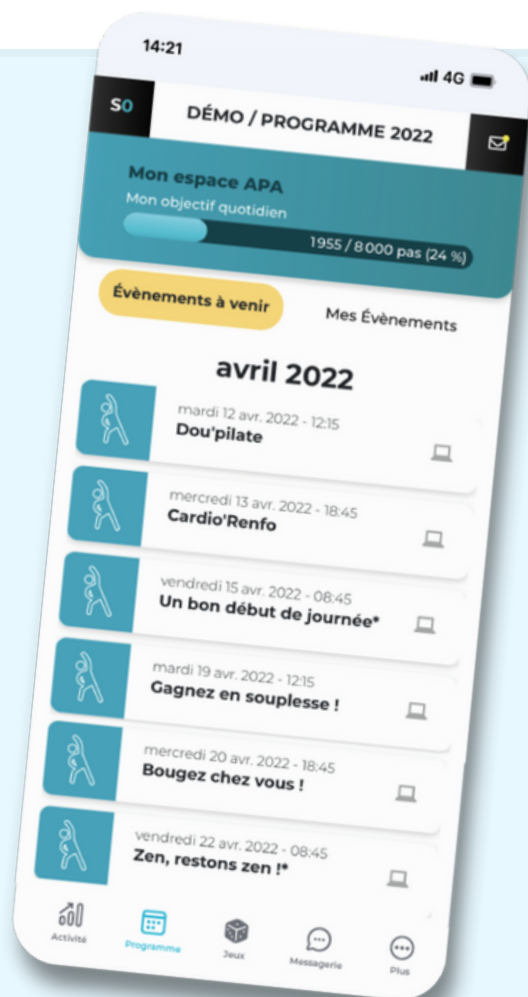 14:21
4G
S0
DÉMO / PROGRAMME 2022
Mon espace APA
Mon objectif quotidien
1955 / 8 000 pas (24 %)
Évènements à venir
Mes Évènements
avril 2022
mardi 12 avr. 2022 - 12:15
Dou'pilate
mercredi 13 avr. 2022 - 18:45
Cardio'Renfo
vendredi 15 avr. 2022 - 08:45
Un bon début de journée*
mardi 19 avr. 2022 - 12:15
Gagnez en souplesse !
mercredi 20 avr. 2022 - 18:45
Bougez chez vous !
vendredi 22 avr. 2022 - 08:45
Zen, restons zen !*
Activité
Programme
Jeux
Messagerie
Plus